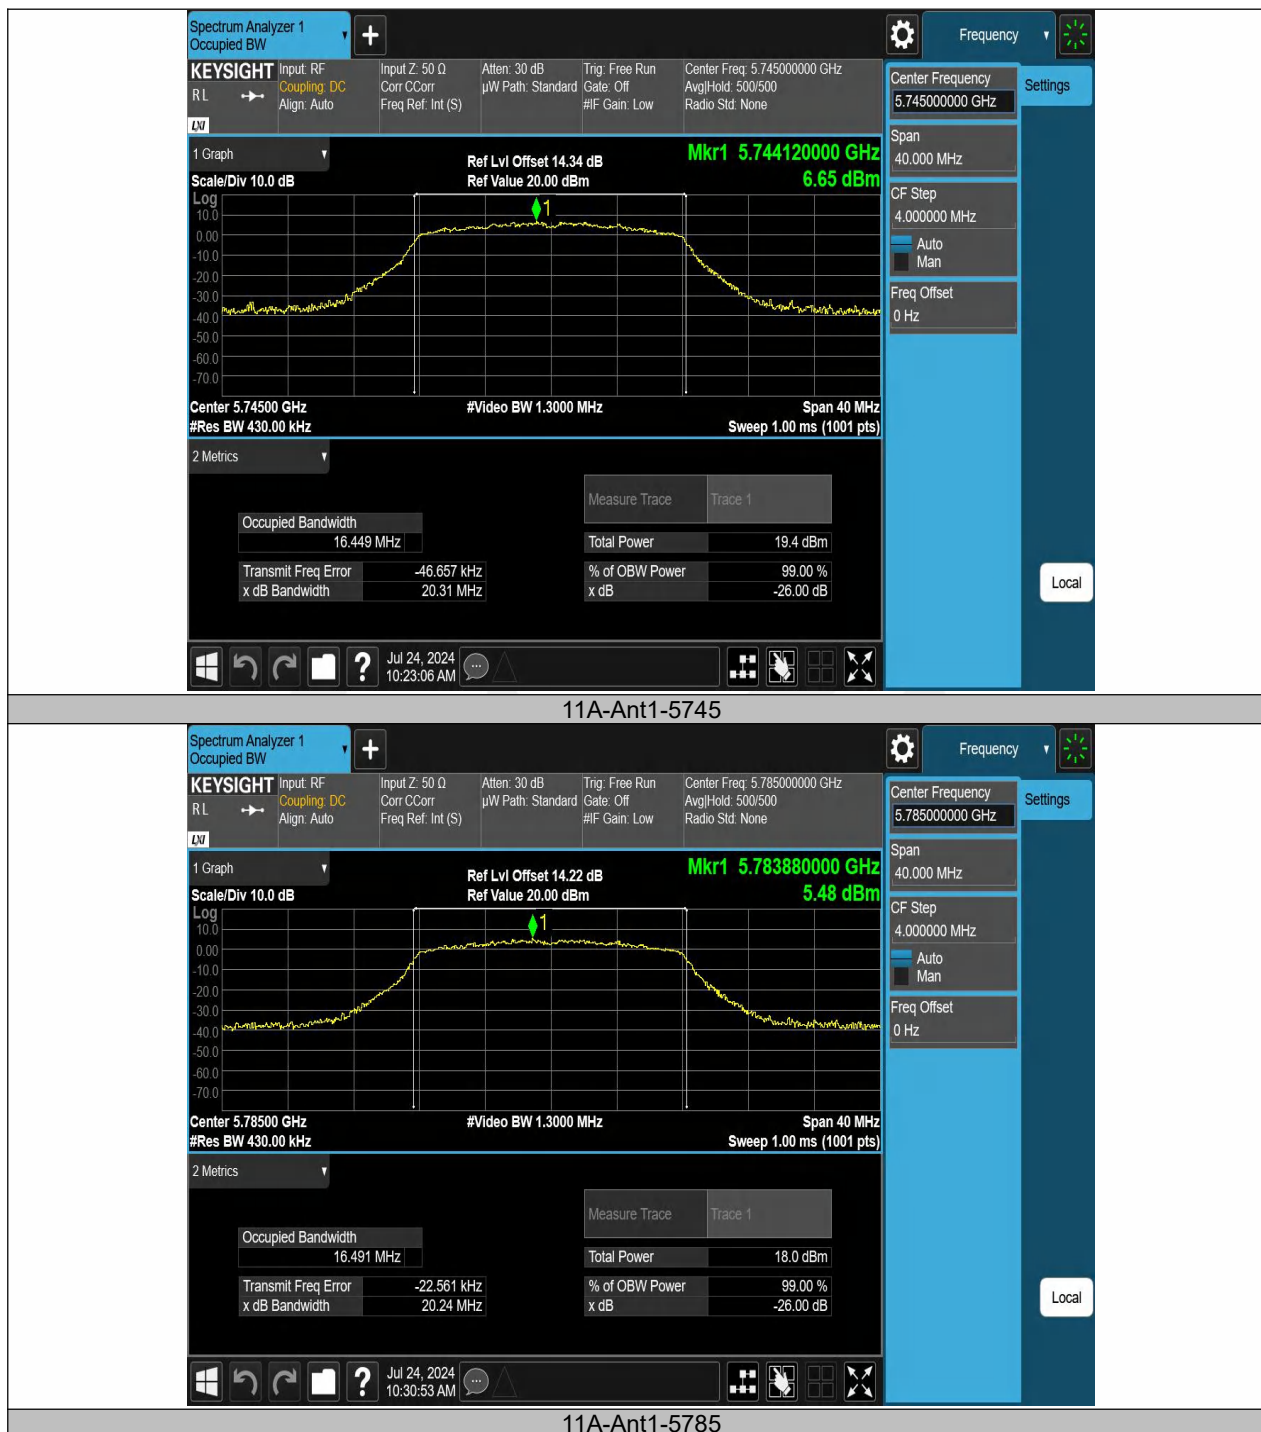 Spectrum Analyzer 1
Occupied BW
Frequency
KEYSIGHT
RL
LXI
Input: RF
Coupling: DC
Align: Auto
Input Z: 50 Ω
Corr CCorr
Freq Ref: Int (S)
Atten: 30 dB
µW Path: Standard
Trig: Free Run
Gate: Off
#IF Gain: Low
Center Freq: 5.745000000 GHz
Avg|Hold: 500/500
Radio Std: None
Center Frequency
5.745000000 GHz
Settings
Span
40.000 MHz
CF Step
4.000000 MHz
Auto
Man
Freq Offset
0 Hz
Local
1 Graph
Scale/Div 10.0 dB
Ref Lvl Offset 14.34 dB
Ref Value 20.00 dBm
Mkr1 5.744120000 GHz
6.65 dBm
Log
10.0
0.00
-10.0
-20.0
-30.0
-40.0
-50.0
-60.0
-70.0
1
Center 5.74500 GHz
#Res BW 430.00 kHz
#Video BW 1.3000 MHz
Span 40 MHz
Sweep 1.00 ms (1001 pts)
2 Metrics
Measure Trace Trace 1
Occupied Bandwidth
16.449 MHz
Total Power 19.4 dBm
Transmit Freq Error -46.657 kHz
% of OBW Power 99.00 %
x dB Bandwidth 20.31 MHz
x dB -26.00 dB
?
Jul 24, 2024
10:23:06 AM
11A-Ant1-5745
Spectrum Analyzer 1
Occupied BW
Frequency
KEYSIGHT
RL
LXI
Input: RF
Coupling: DC
Align: Auto
Input Z: 50 Ω
Corr CCorr
Freq Ref: Int (S)
Atten: 30 dB
µW Path: Standard
Trig: Free Run
Gate: Off
#IF Gain: Low
Center Freq: 5.785000000 GHz
Avg|Hold: 500/500
Radio Std: None
Center Frequency
5.785000000 GHz
Settings
Span
40.000 MHz
CF Step
4.000000 MHz
Auto
Man
Freq Offset
0 Hz
Local
1 Graph
Scale/Div 10.0 dB
Ref Lvl Offset 14.22 dB
Ref Value 20.00 dBm
Mkr1 5.783880000 GHz
5.48 dBm
Log
10.0
0.00
-10.0
-20.0
-30.0
-40.0
-50.0
-60.0
-70.0
1
Center 5.78500 GHz
#Res BW 430.00 kHz
#Video BW 1.3000 MHz
Span 40 MHz
Sweep 1.00 ms (1001 pts)
2 Metrics
Measure Trace Trace 1
Occupied Bandwidth
16.491 MHz
Total Power 18.0 dBm
Transmit Freq Error -22.561 kHz
% of OBW Power 99.00 %
x dB Bandwidth 20.24 MHz
x dB -26.00 dB
?
Jul 24, 2024
10:30:53 AM
11A-Ant1-5785